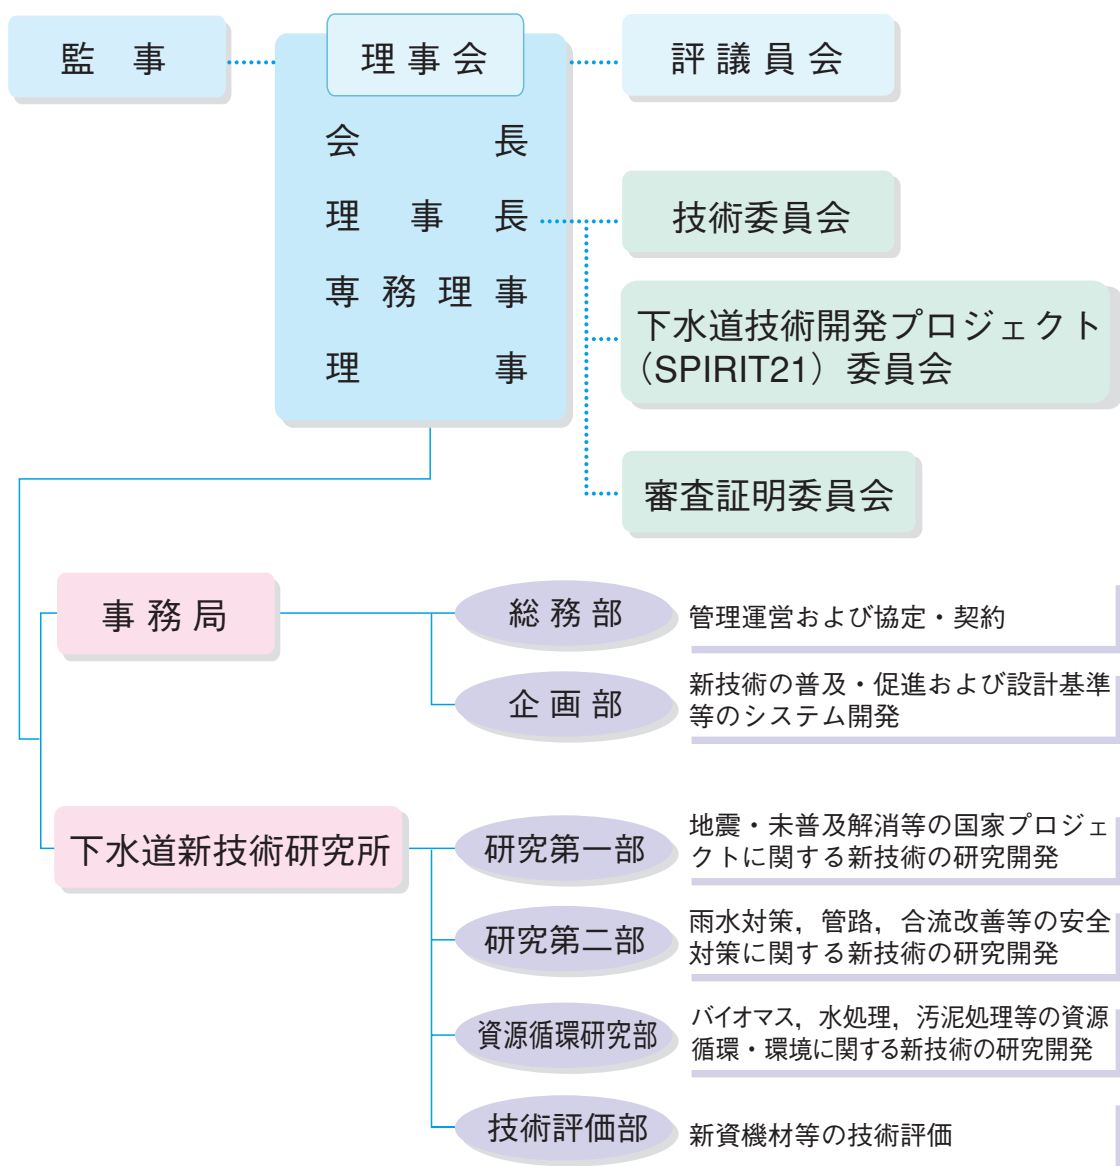 監事
理事会
評議員会
会長
理事長
専務理事
理事
技術委員会
下水道技術開発プロジェクト
（SPIRIT21）委員会
審査証明委員会
事務局
総務部
管理運営および協定・契約
企画部
新技術の普及・促進および設計基準
等のシステム開発
下水道新技術研究所
研究第一部
地震・未普及解消等の国家プロジェ
クトに関する新技術の研究開発
研究第二部
雨水対策，管路，合流改善等の安全
対策に関する新技術の研究開発
資源循環研究部
バイオマス，水処理，汚泥処理等の資源
循環・環境に関する新技術の研究開発
技術評価部
新資機材等の技術評価